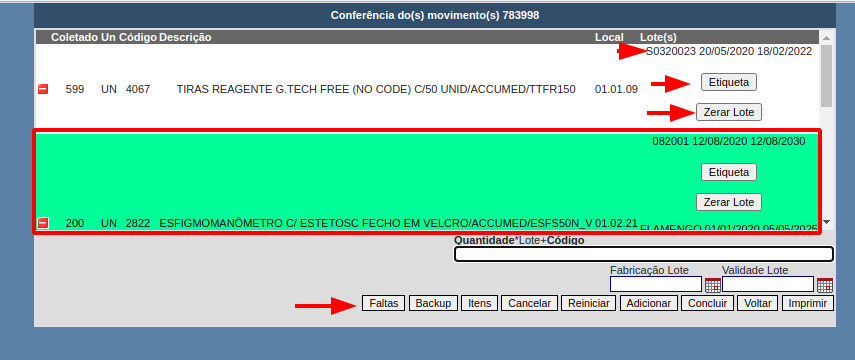 Conferência do(s) movimento(s) 783998
Coletado Un Código Descrição Local Lote(s)
S0320023 20/05/2020 18/02/2022
Etiqueta
599 UN 4067 TIRAS REAGENTE G.TECH FREE (NO CODE) C/50 UNID/ACCUMED/TTFR150 01.01.09
Zerar Lote
082001 12/08/2020 12/08/2030
Etiqueta
Zerar Lote
200 UN 2822 ESFIGMOMANÔMETRO C/ ESTETOSC FECHO EM VELCRO/ACCUMED/ESFS50N_V 01.02.21
FLAMENGO 01/01/2020 05/05/2025
Quantidade*Lote+Código
Fabricação Lote Validade Lote
Faltas Backup Itens Cancelar Reiniciar Adicionar Concluir Voltar Imprimir